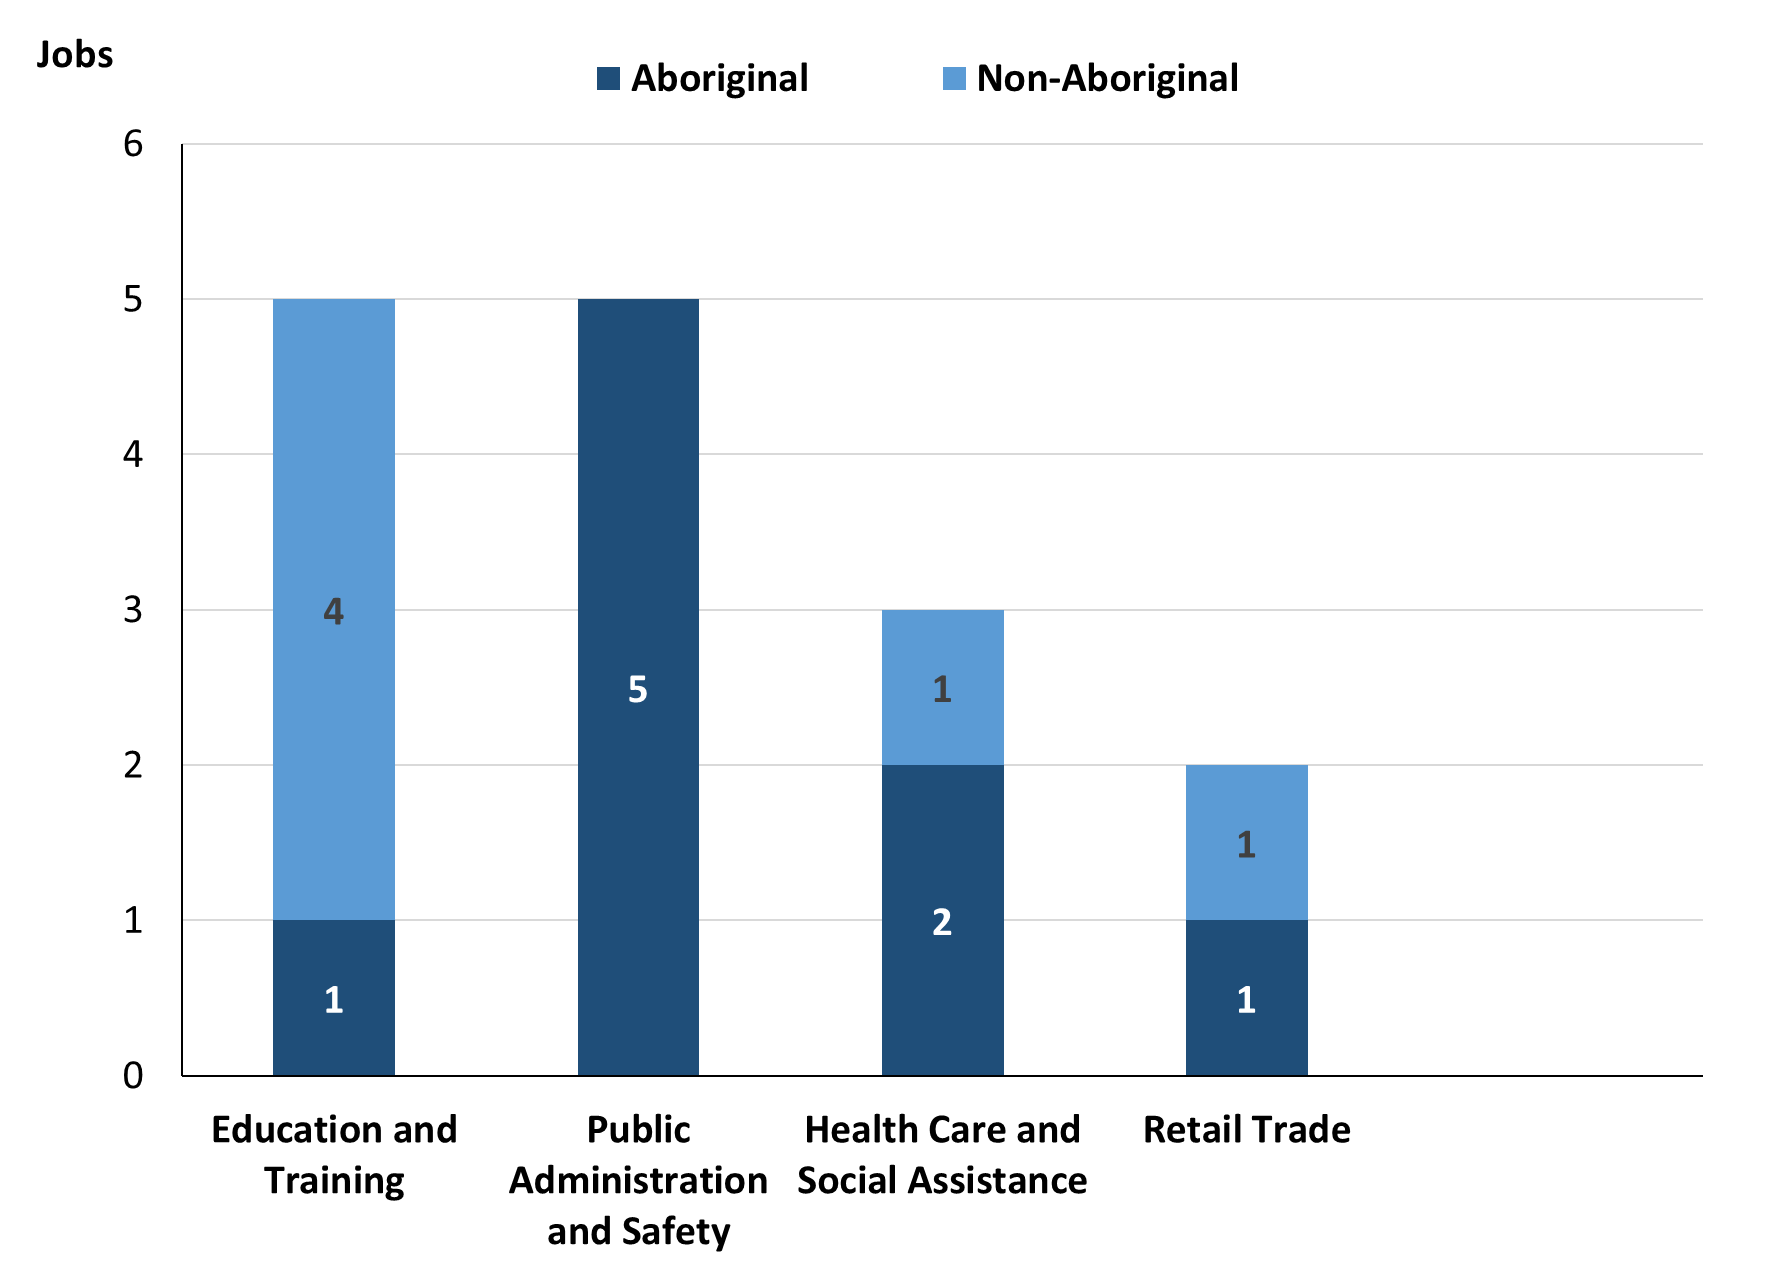 Jobs
Aboriginal
Non-Aboriginal
6
5
4
3
2
1
0
4
1
5
1
2
1
1
Education and
Training
Public
Administration
and Safety
Health Care and
Social Assistance
Retail Trade